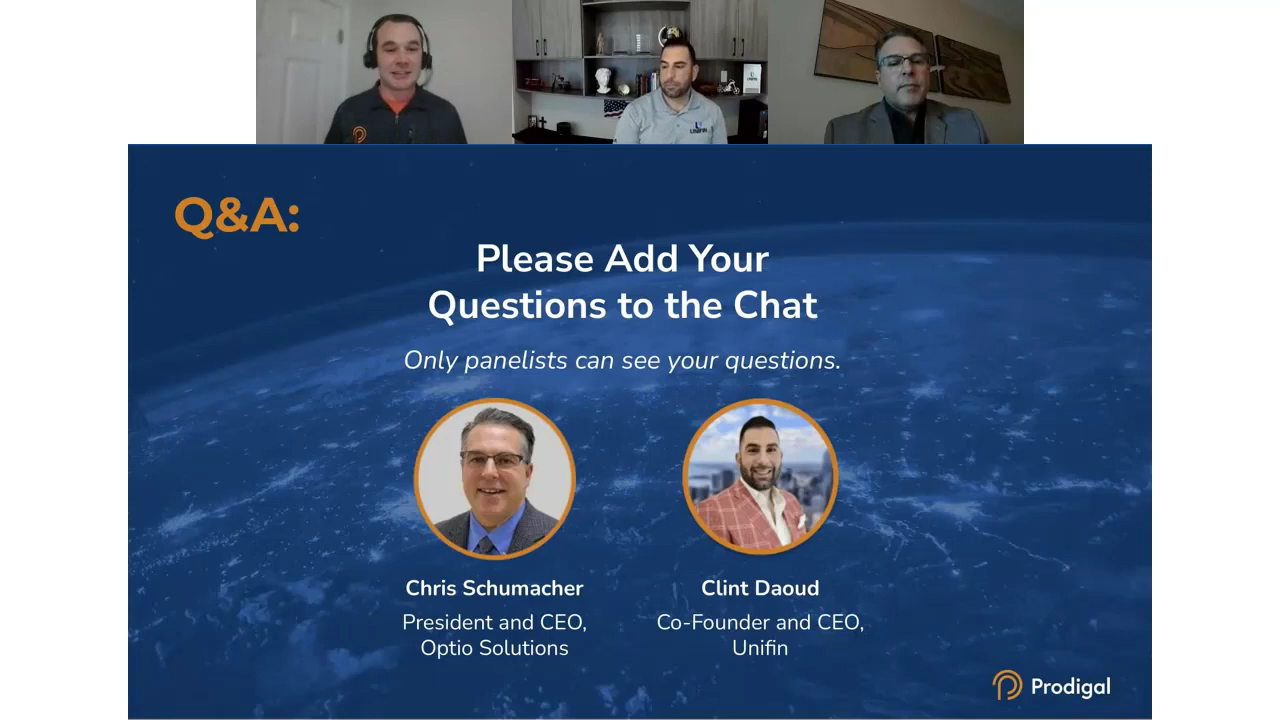 UNIFIN
Q&A:
Please Add Your
Questions to the Chat
Only panelists can see your questions.
Chris Schumacher
President and CEO,
Optio Solutions
Clint Daoud
Co-Founder and CEO,
Unifin
Prodigal